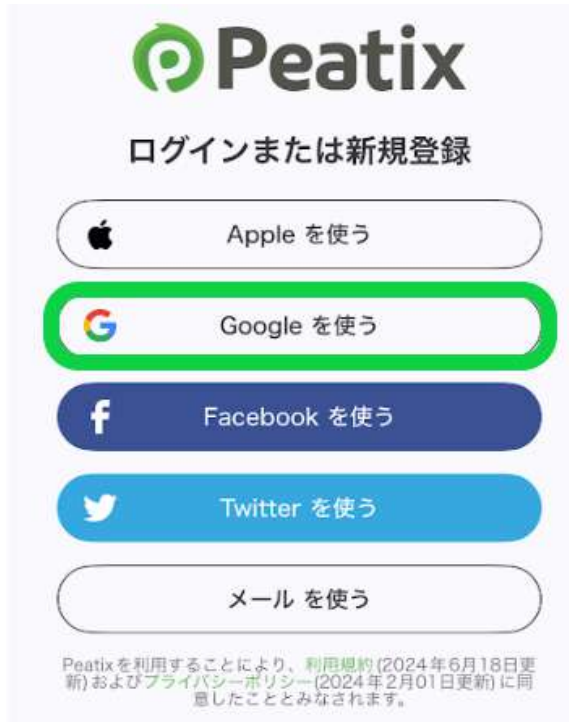 Peatix
ログインまたは新規登録
Apple を使う
Google を使う
Facebook を使う
Twitter を使う
メール を使う
Peatixを利用することにより、利用規約(2024年6月18日更
新)およびプライバシーポリシー(2024年2月01日更新)に同
意したこととみなされます。